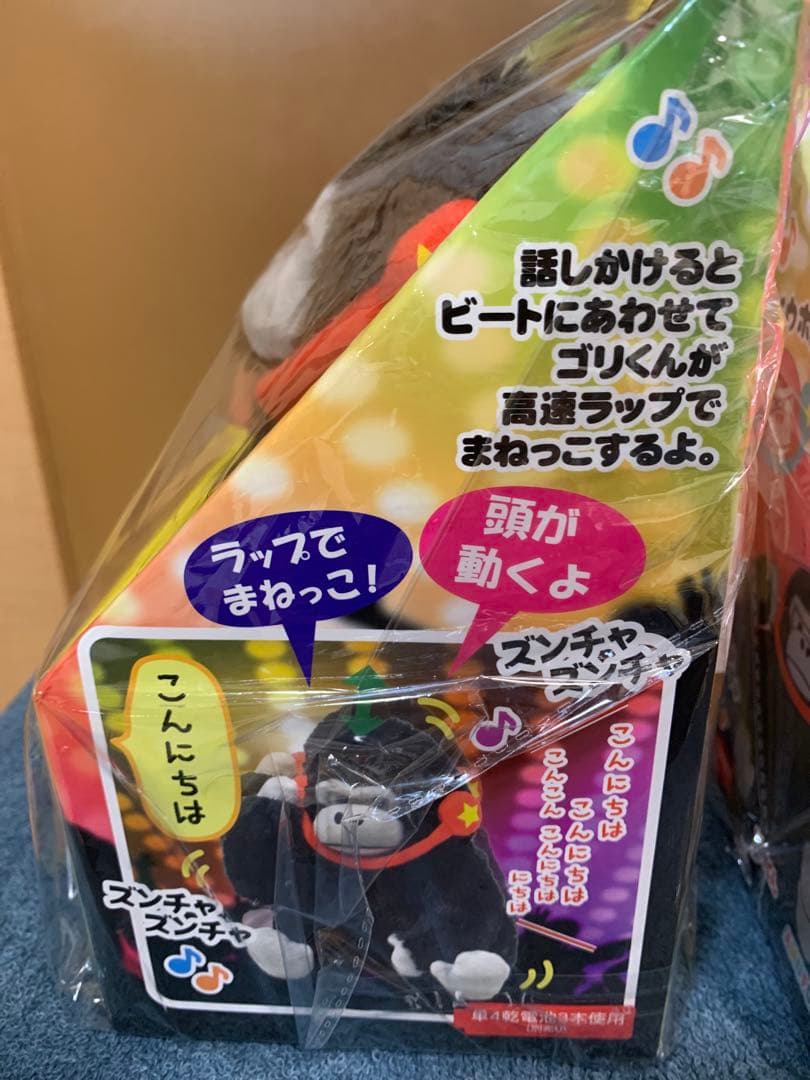 話しかけると
ビートにあわせて
ゴリくんが
高速ラップで
まねっこするよ。
ラップで
まねっこ!
頭が
動くよ
ズンチャ
ズンチャ
こんにちは
こんにちは
こんにちは
こんこん こんにちは
にちは
ズンチャ
ズンチャ
単4乾電池3本使用